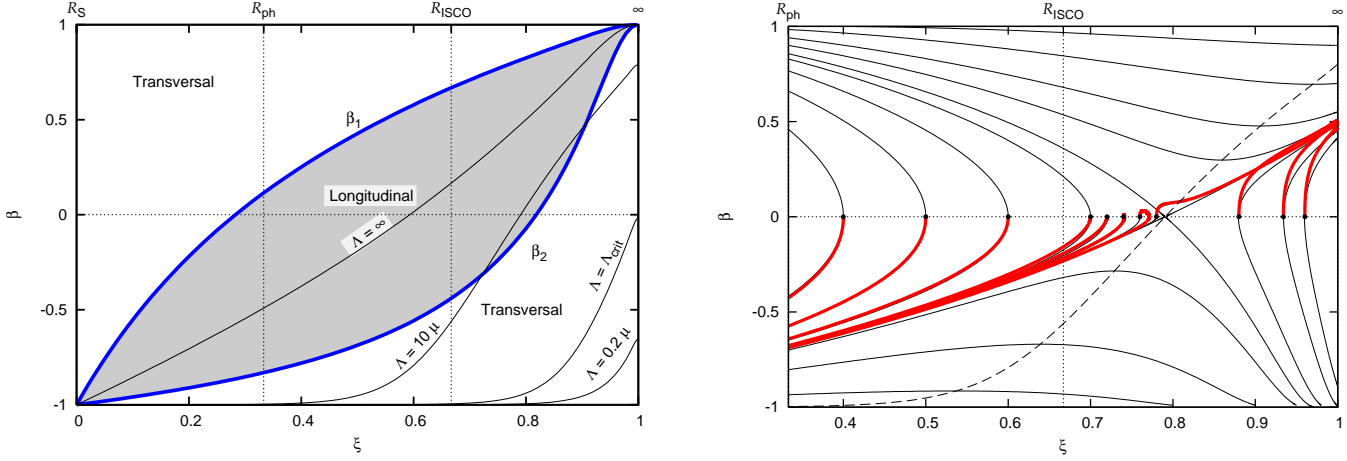 R_S R_ph R_ISCO ∞
1
0.5
0
-0.5
-1
β
0 0.2 0.4 0.6 0.8 1
ξ
Transversal
β_1
Longitudinal
Λ = ∞
β_2
Transversal
Λ = 10 μ
Λ = Λ_crit
Λ = 0.2 μ
R_ph R_ISCO ∞
1
0.5
0
-0.5
-1
β
0.4 0.5 0.6 0.7 0.8 0.9 1
ξ